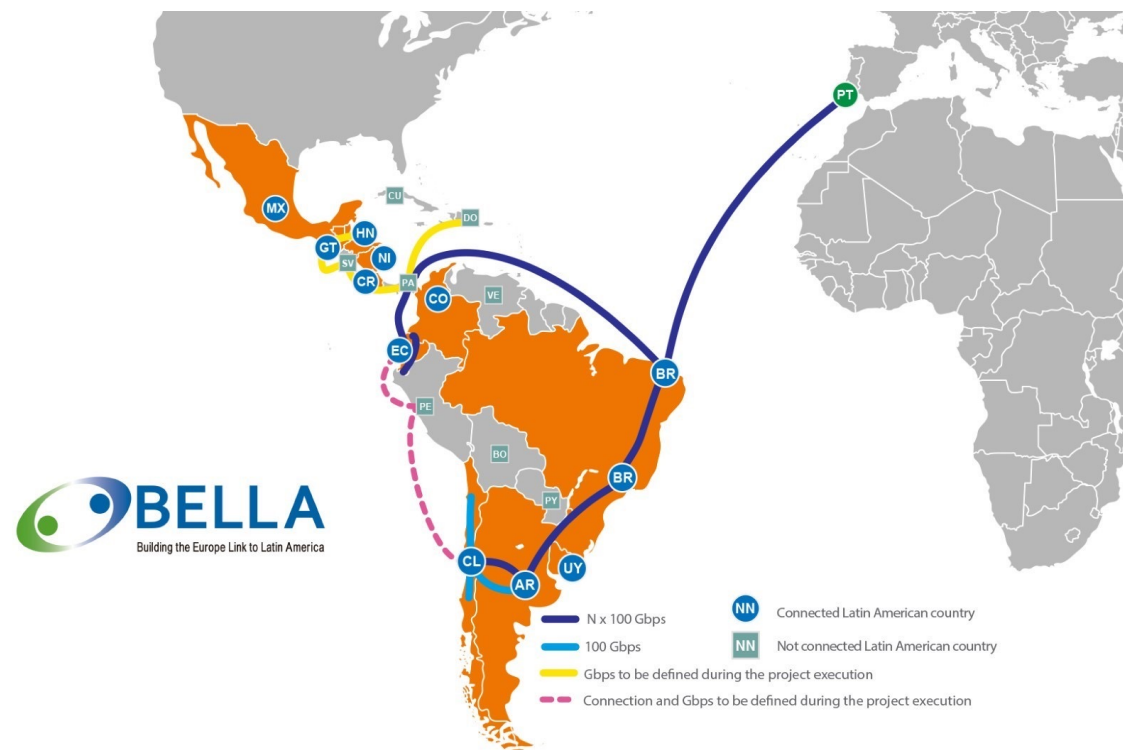 PT
MX
CU
DO
HN
GT
NI
SV
CR
PA
CO
VE
EC
BR
PE
BO
BR
PY
BELLA
Building the Europe Link to Latin America
CL
UY
AR
N x 100 Gbps
NN Connected Latin American country
100 Gbps
NN Not connected Latin American country
Gbps to be defined during the project execution
Connection and Gbps to be defined during the project execution